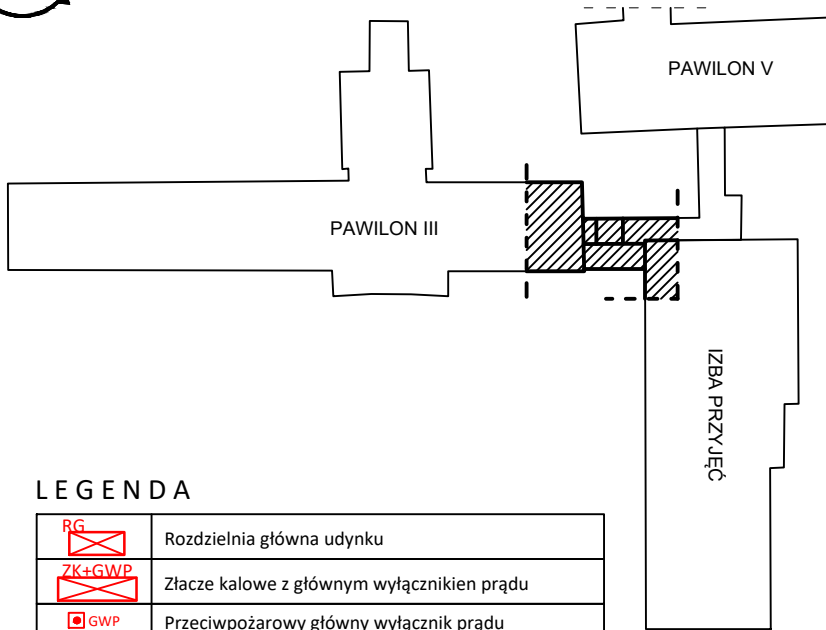 PAWILON V
PAWILON III
IZBA PRZYJĘĆ
LEGENDA
RG
Rozdzielnia główna udynku
ZK+GWP
Złacze kalowe z głównym wyłącznikien prądu
GWP
Przeciwpożarowy główny wyłącznik prądu